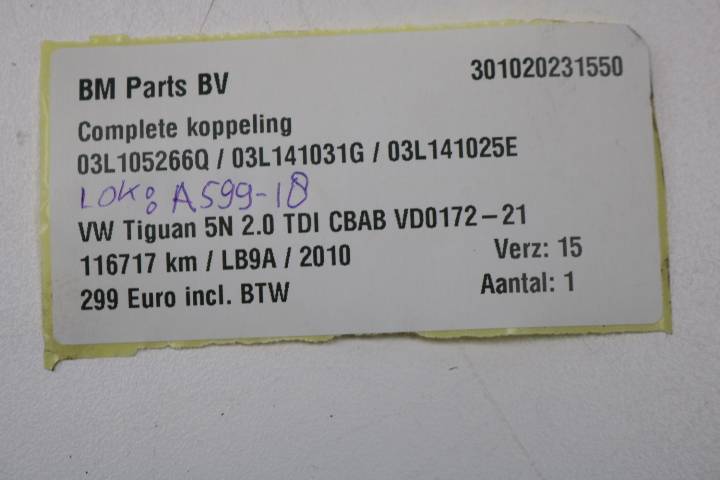 BM Parts BV 301020231550
Complete koppeling
03L105266Q / 03L141031G / 03L141025E
LOK: A599-18
VW Tiguan 5N 2.0 TDI CBAB VD0172-21
116717 km / LB9A / 2010 Verz: 15
299 Euro incl. BTW Aantal: 1